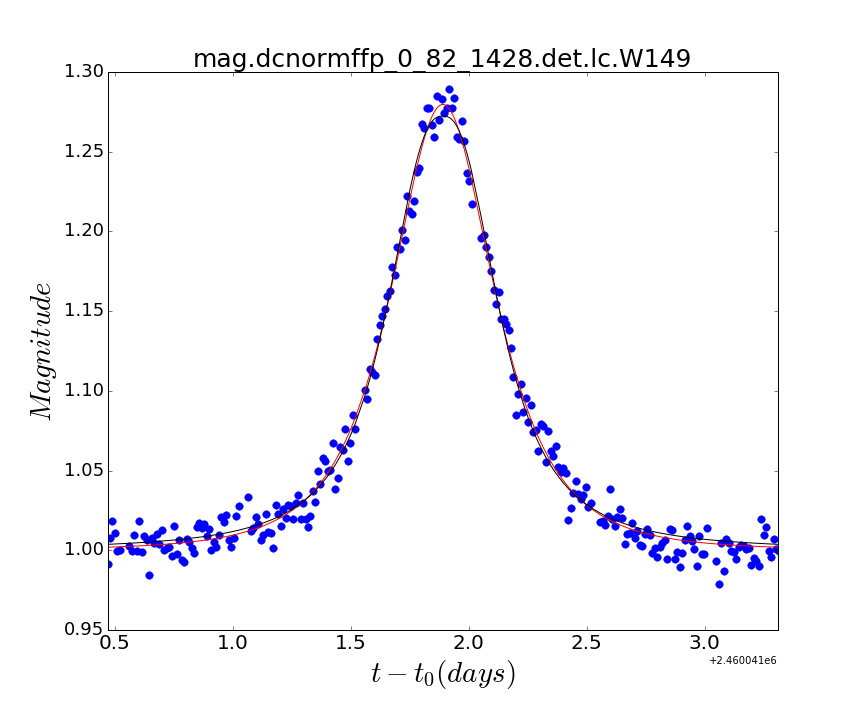 mag.dcnormffp_0_82_1428.det.lc.W149
1.30
1.25
1.20
1.15
1.10
1.05
1.00
0.95
Magnitude
0.5 1.0 1.5 2.0 2.5 3.0
+2.460041e6
t − t₀(days)